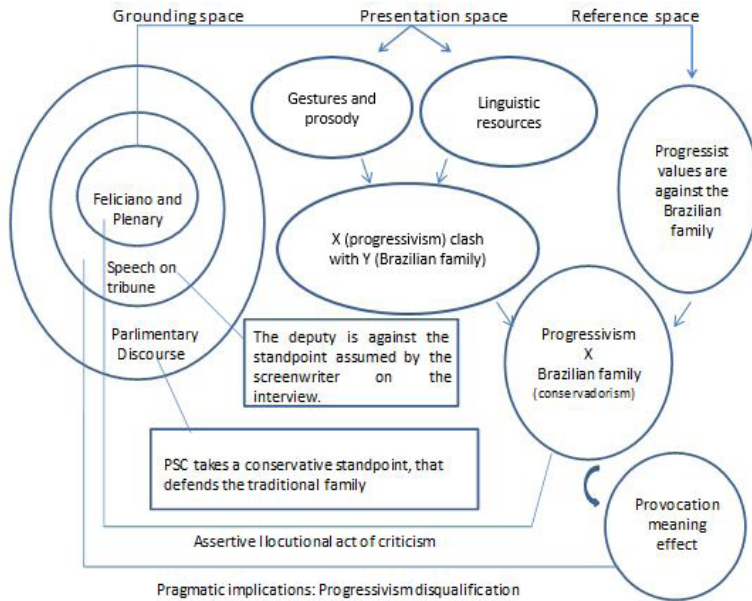 Grounding space
Presentation space
Reference space
Gestures and
prosody
Linguistic
resources
Progressist
values are
against the
Brazilian
family
Feliciano and
Plenary
X (progressivism) clash
with Y (Brazilian family)
Speech on
tribune
Parlimentary
Discourse
The deputy is against the
standpoint assumed by the
screenwriter on the
interview.
Progressivism
X
Brazilian family
(conservadorism)
PSC takes a conservative standpoint, that
defends the traditional family
Provocation
meaning
effect
Assertive Ilocutional act of criticism
Pragmatic implications: Progressivism disqualification